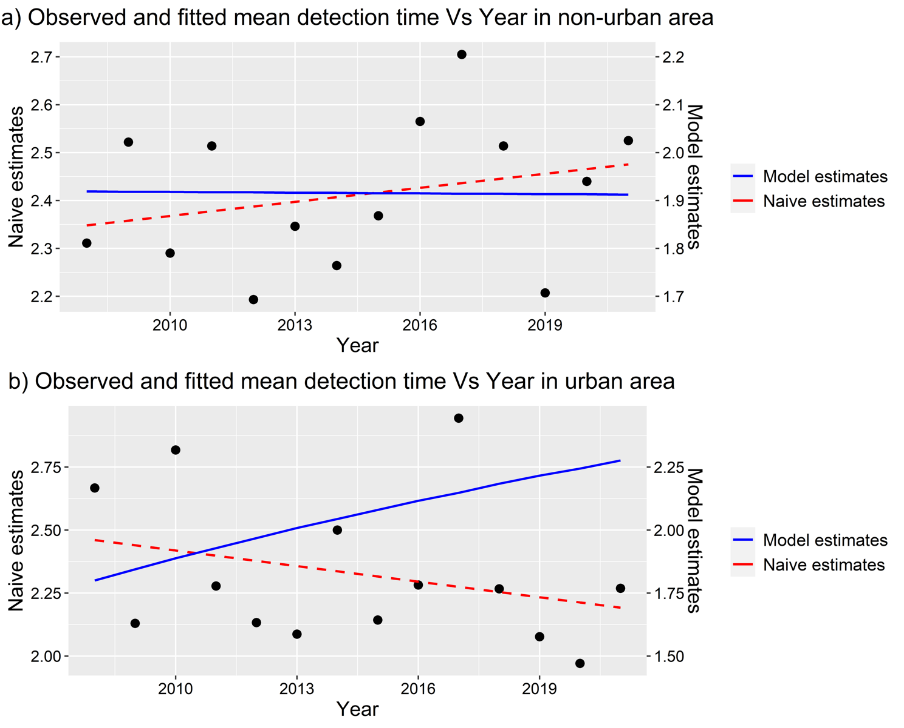 a) Observed and fitted mean detection time Vs Year in non-urban area
2.7
2.6
2.5
2.4
2.3
2.2
Naive estimates
2.2
2.1
2.0
1.9
1.8
1.7
Model estimates
2010 2013 2016 2019
Year
Model estimates
Naive estimates
b) Observed and fitted mean detection time Vs Year in urban area
2.75
2.50
2.25
2.00
Naive estimates
2.25
2.00
1.75
1.50
Model estimates
2010 2013 2016 2019
Year
Model estimates
Naive estimates